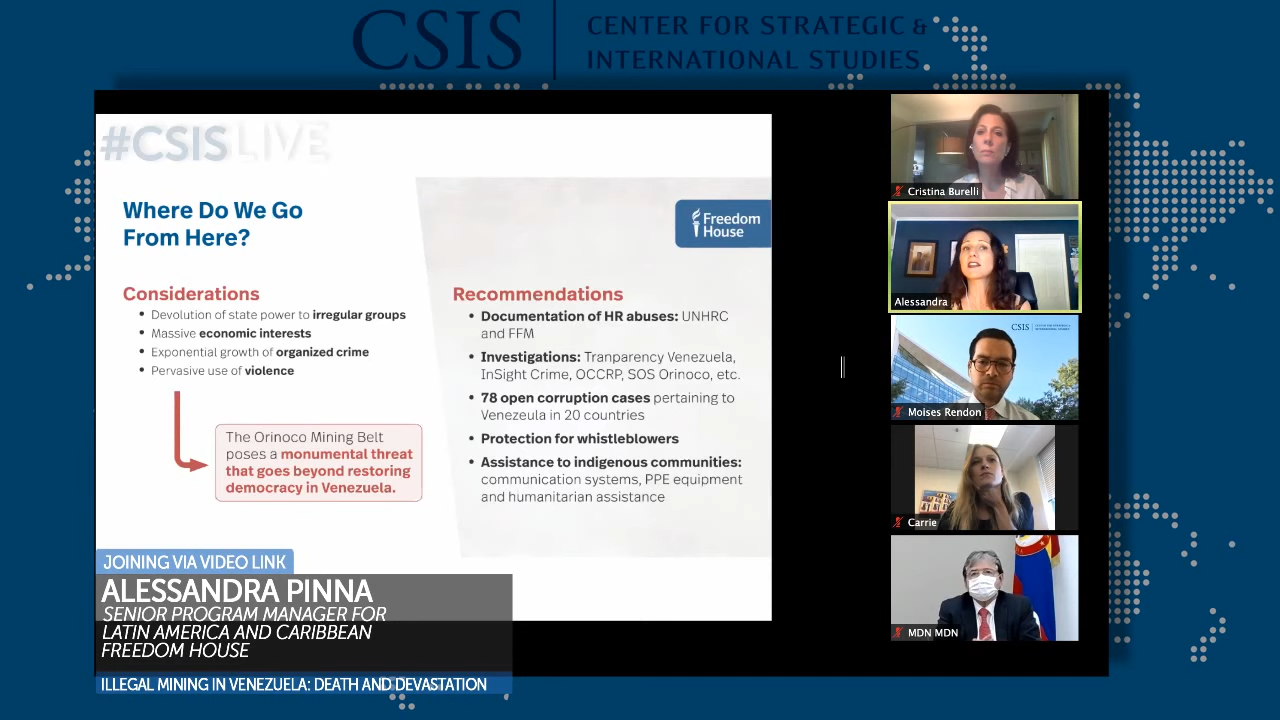 CSIS
CENTER FOR STRATEGIC &
INTERNATIONAL STUDIES
#CSISLIVE
Where Do We Go
From Here?
Freedom
House
Considerations
• Devolution of state power to irregular groups
• Massive economic interests
• Exponential growth of organized crime
• Pervasive use of violence
The Orinoco Mining Belt
poses a monumental threat
that goes beyond restoring
democracy in Venezuela.
Recommendations
• Documentation of HR abuses: UNHRC
and FFM
• Investigations: Tranparency Venezuela,
InSight Crime, OCCRP, SOS Orinoco, etc.
• 78 open corruption cases pertaining to
Venezeula in 20 countries
• Protection for whistleblowers
• Assistance to indigenous communities:
communication systems, PPE equipment
and humanitarian assistance
Cristina Burelli
Alessandra
CSIS
Moises Rendon
Carrie
MDN MDN
JOINING VIA VIDEO LINK
ALESSANDRA PINNA
SENIOR PROGRAM MANAGER FOR
LATIN AMERICA AND CARIBBEAN
FREEDOM HOUSE
ILLEGAL MINING IN VENEZUELA: DEATH AND DEVASTATION